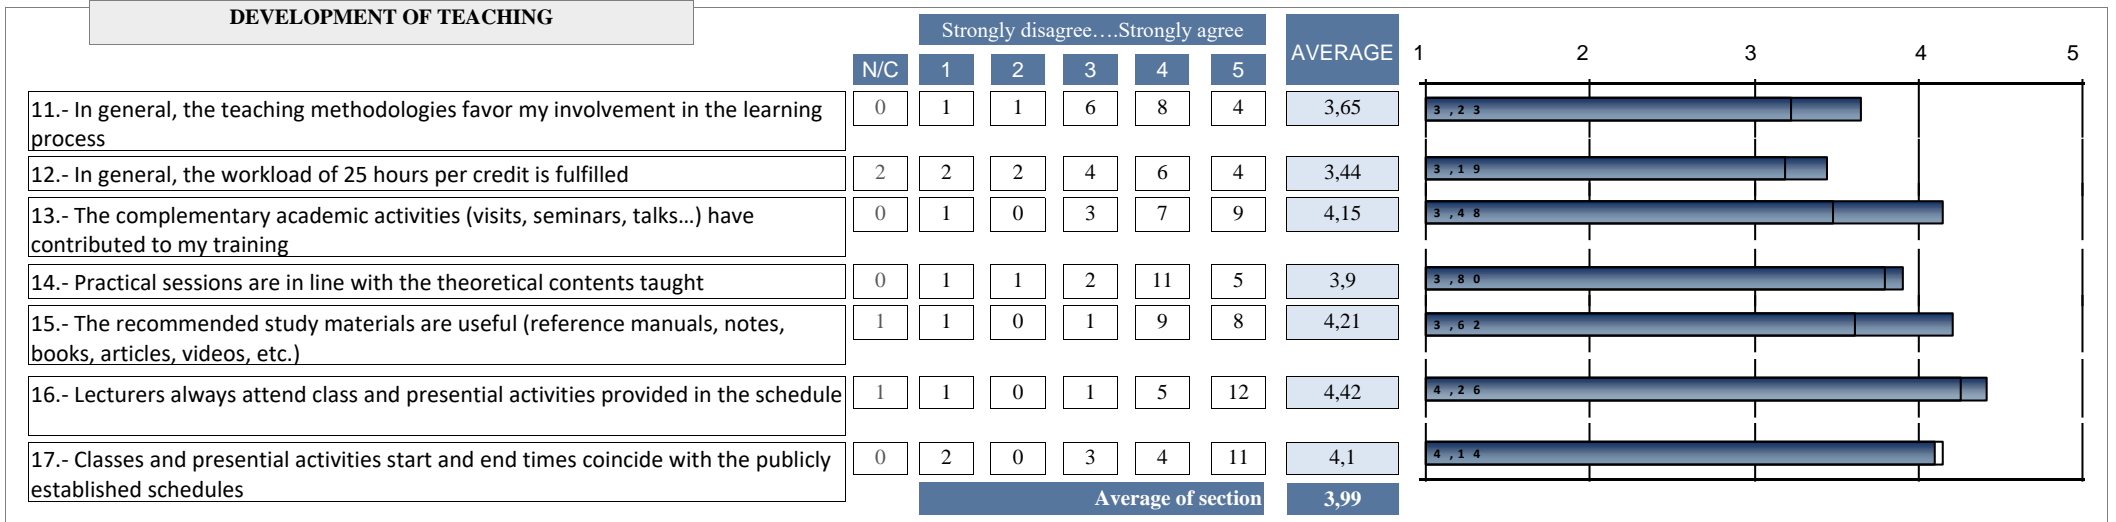 DEVELOPMENT OF TEACHING
Strongly disagree….Strongly agree
AVERAGE
N/C 1 2 3 4 5
1 2 3 4 5
11.- In general, the teaching methodologies favor my involvement in the learning
process
0 1 1 6 8 4 3,65
3,23
12.- In general, the workload of 25 hours per credit is fulfilled
2 2 2 4 6 4 3,44
3,19
13.- The complementary academic activities (visits, seminars, talks…) have
contributed to my training
0 1 0 3 7 9 4,15
3,48
14.- Practical sessions are in line with the theoretical contents taught
0 1 1 2 11 5 3,9
3,80
15.- The recommended study materials are useful (reference manuals, notes,
books, articles, videos, etc.)
1 1 0 1 9 8 4,21
3,62
16.- Lecturers always attend class and presential activities provided in the schedule
1 1 0 1 5 12 4,42
4,26
17.- Classes and presential activities start and end times coincide with the publicly
established schedules
0 2 0 3 4 11 4,1
4,14
Average of section 3,99